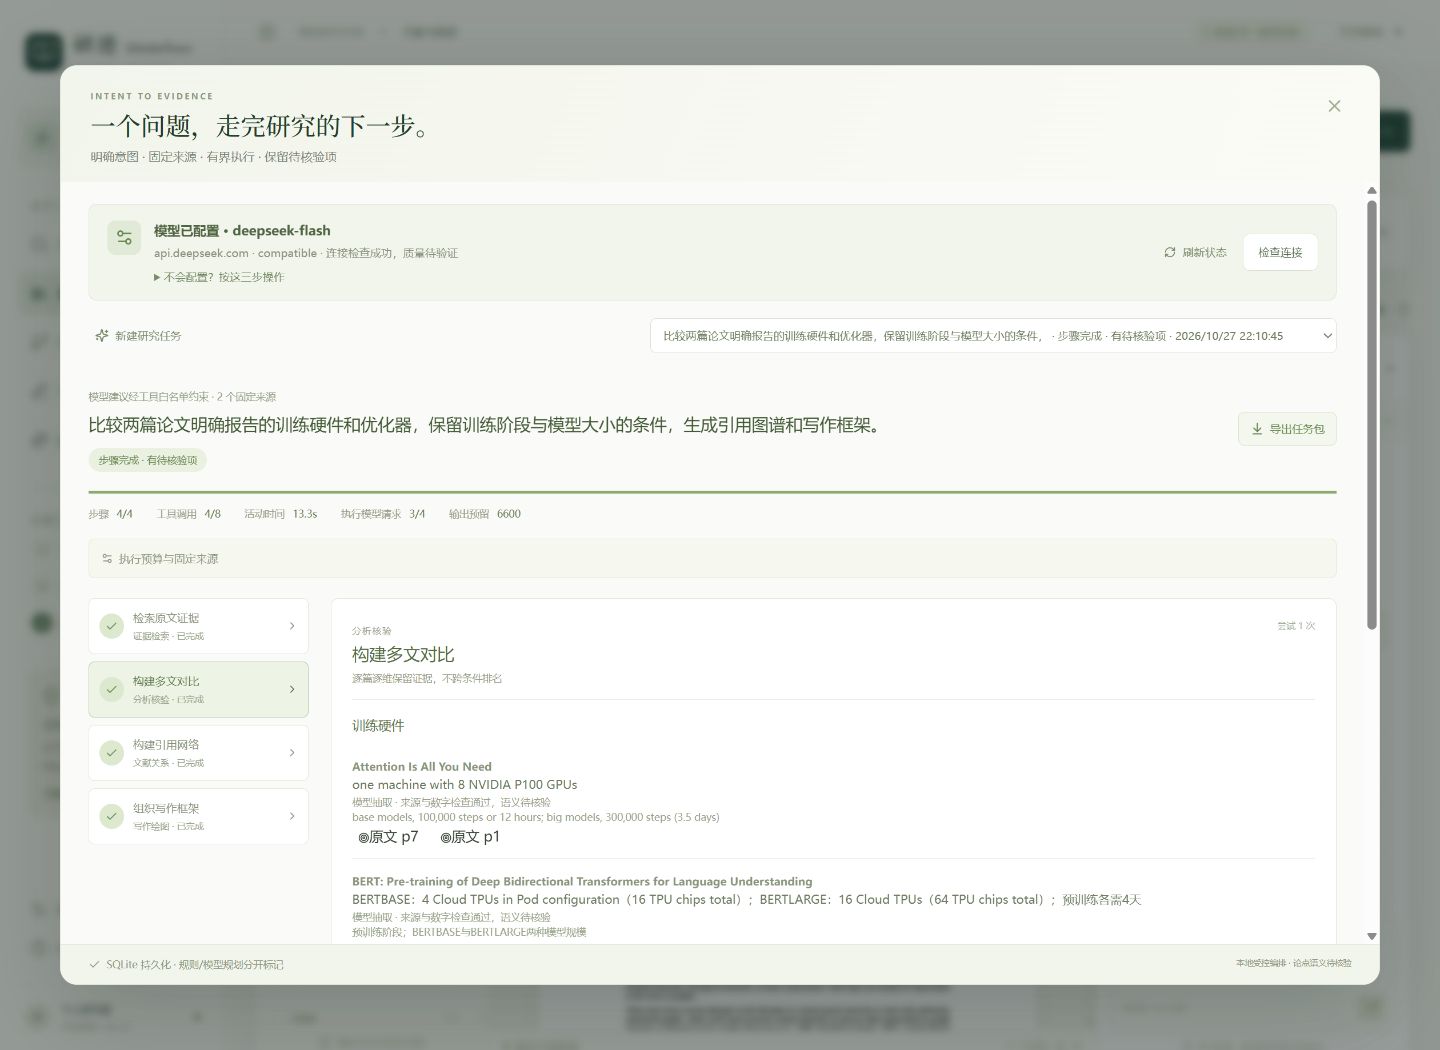 INTENT TO EVIDENCE
一个问题，走完研究的下一步。
明确意图 · 固定来源 · 有界执行 · 保留待核验项
模型已配置 • deepseek-flash
api.deepseek.com · compatible · 连接检查成功，质量待验证
▶ 不会配置？按这三步操作
刷新状态
检查连接
新建研究任务
比较两篇论文明确报告的训练硬件和优化器，保留训练阶段与模型大小的条件， · 步骤完成 · 有待核验项 · 2026/10/27 22:10:45
模型建议经工具白名单约束 · 2 个固定来源
比较两篇论文明确报告的训练硬件和优化器，保留训练阶段与模型大小的条件，生成引用图谱和写作框架。
导出任务包
步骤完成 · 有待核验项
步骤 4/4 工具调用 4/8 活动时间 13.3s 执行模型请求 3/4 输出预留 6600
执行预算与固定来源
检索原文证据
证据检索 · 已完成
构建多文对比
分析核验 · 已完成
构建引用网络
文献关系 · 已完成
组织写作框架
写作绘图 · 已完成
分析核验
尝试 1 次
构建多文对比
逐篇逐维保留证据，不跨条件排名
训练硬件
Attention Is All You Need
one machine with 8 NVIDIA P100 GPUs
模型抽取 · 来源与数字检查通过，语义待核验
base models, 100,000 steps or 12 hours; big models, 300,000 steps (3.5 days)
◎原文 p7 ◎原文 p1
BERT: Pre-training of Deep Bidirectional Transformers for Language Understanding
BERTBASE：4 Cloud TPUs in Pod configuration（16 TPU chips total）；BERTLARGE：16 Cloud TPUs（64 TPU chips total）；预训练各需4天
模型抽取 · 来源与数字检查通过，语义待核验
预训练阶段；BERTBASE与BERTLARGE两种模型规模
SQLite 持久化 · 规则/模型规划分开标记
本地受控编排 · 论点语义待核验